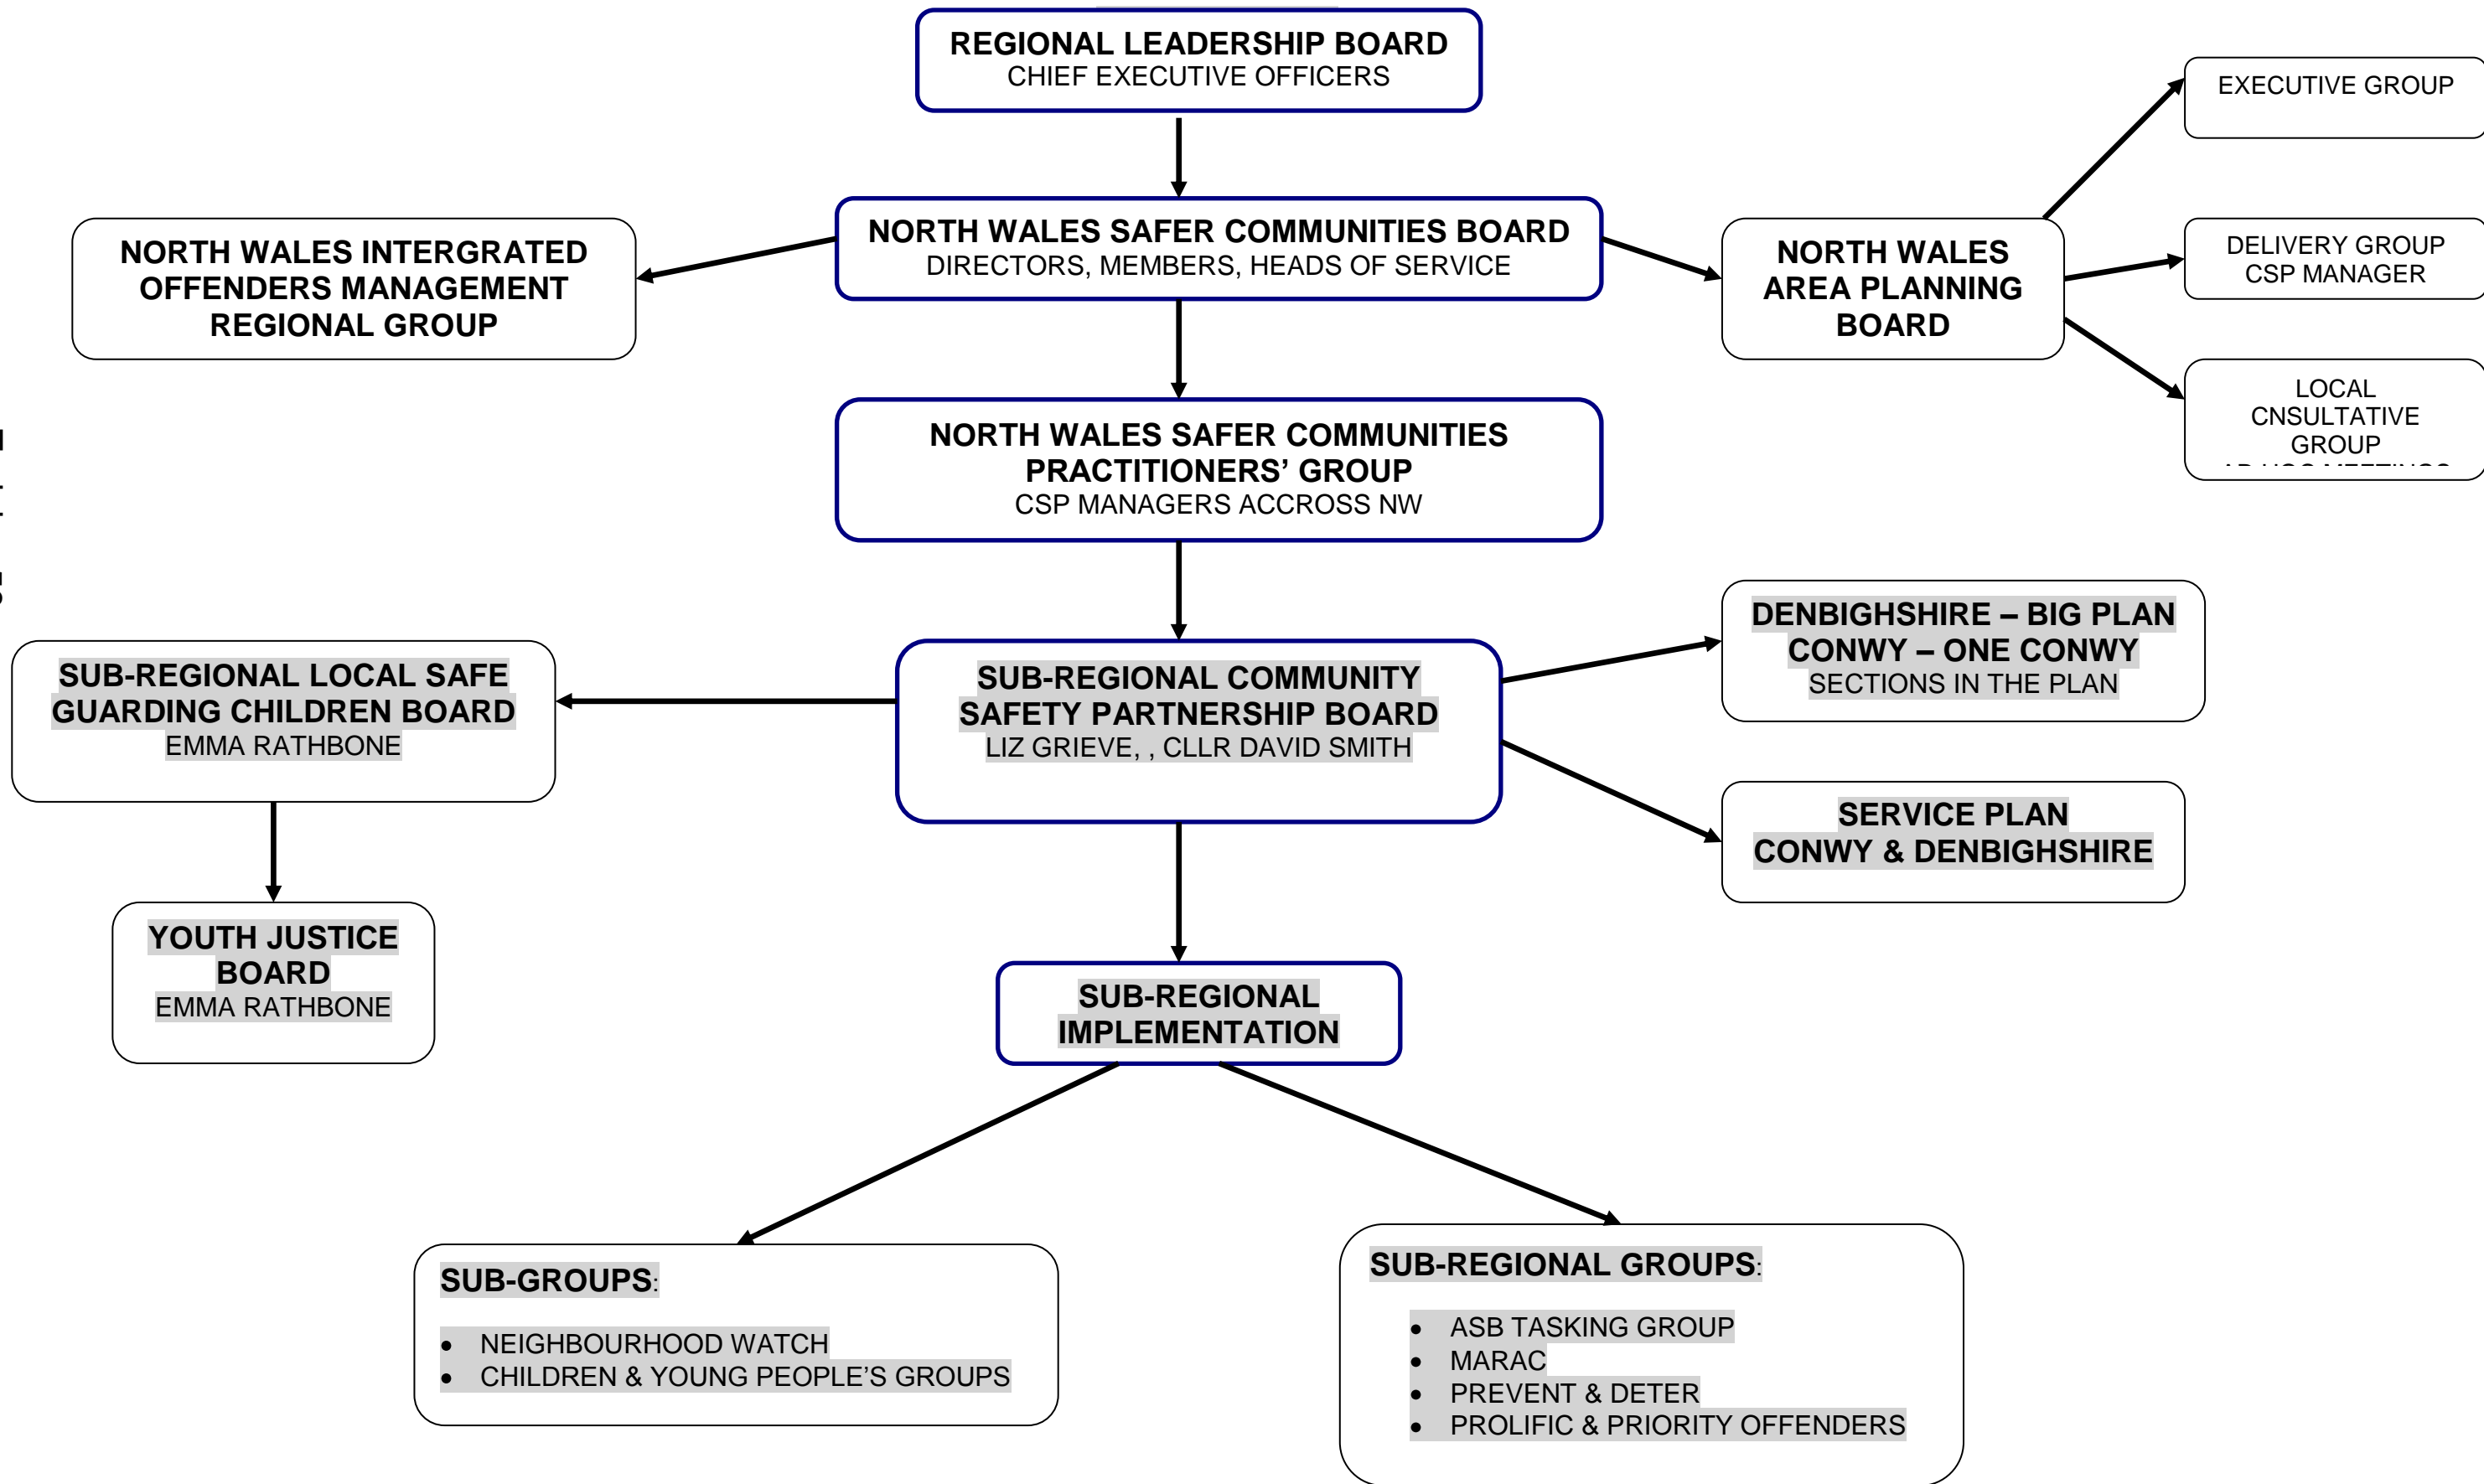 REGIONAL LEADERSHIP BOARD
CHIEF EXECUTIVE OFFICERS
EXECUTIVE GROUP
NORTH WALES SAFER COMMUNITIES BOARD
DIRECTORS, MEMBERS, HEADS OF SERVICE
NORTH WALES INTERGRATED
OFFENDERS MANAGEMENT
REGIONAL GROUP
NORTH WALES
AREA PLANNING
BOARD
DELIVERY GROUP
CSP MANAGER
LOCAL
CNSULTATIVE
GROUP
NORTH WALES SAFER COMMUNITIES
PRACTITIONERS’ GROUP
CSP MANAGERS ACCROSS NW
DENBIGHSHIRE – BIG PLAN
CONWY – ONE CONWY
SECTIONS IN THE PLAN
SUB-REGIONAL LOCAL SAFE
GUARDING CHILDREN BOARD
EMMA RATHBONE
SUB-REGIONAL COMMUNITY
SAFETY PARTNERSHIP BOARD
LIZ GRIEVE, , CLLR DAVID SMITH
SERVICE PLAN
CONWY & DENBIGHSHIRE
YOUTH JUSTICE
BOARD
EMMA RATHBONE
SUB-REGIONAL
IMPLEMENTATION
SUB-GROUPS:
• NEIGHBOURHOOD WATCH
• CHILDREN & YOUNG PEOPLE’S GROUPS
SUB-REGIONAL GROUPS:
• ASB TASKING GROUP
• MARAC
• PREVENT & DETER
• PROLIFIC & PRIORITY OFFENDERS